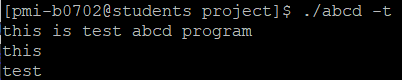 [pmi-b0702@students project]$ ./abcd -t
this is test abcd program
this
test